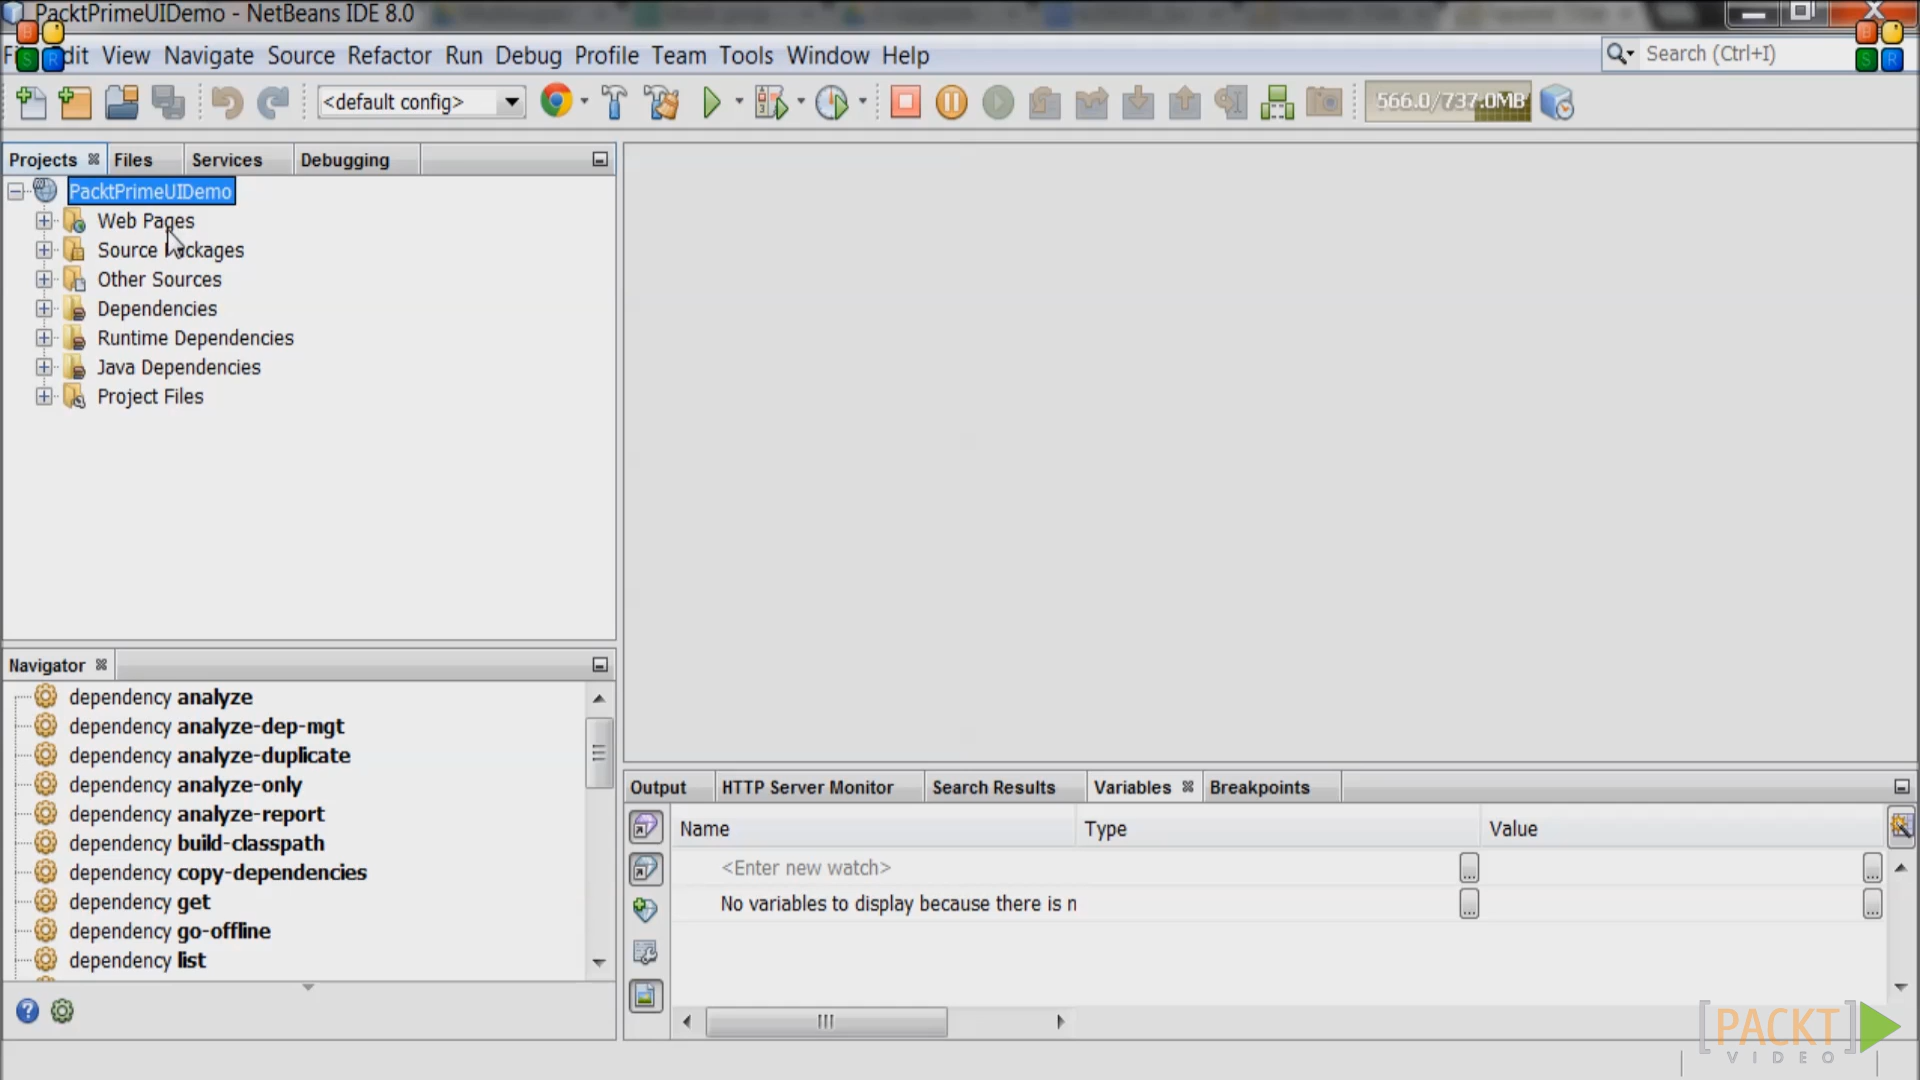 PacktPrimeUIDemo - NetBeans IDE 8.0
View Navigate Source Refactor Run Debug Profile Team Tools Window Help
Search (Ctrl+I)
<default config>
566.0/737.0MB
Projects Files Services Debugging
PacktPrimeUIDemo
Web Pages
Source Packages
Other Sources
Dependencies
Runtime Dependencies
Java Dependencies
Project Files
Navigator
dependency analyze
dependency analyze-dep-mgt
dependency analyze-duplicate
dependency analyze-only
dependency analyze-report
dependency build-classpath
dependency copy-dependencies
dependency get
dependency go-offline
dependency list
Output HTTP Server Monitor Search Results Variables Breakpoints
Name Type Value
<Enter new watch>
No variables to display because there is n
[PACKT]
VIDEO